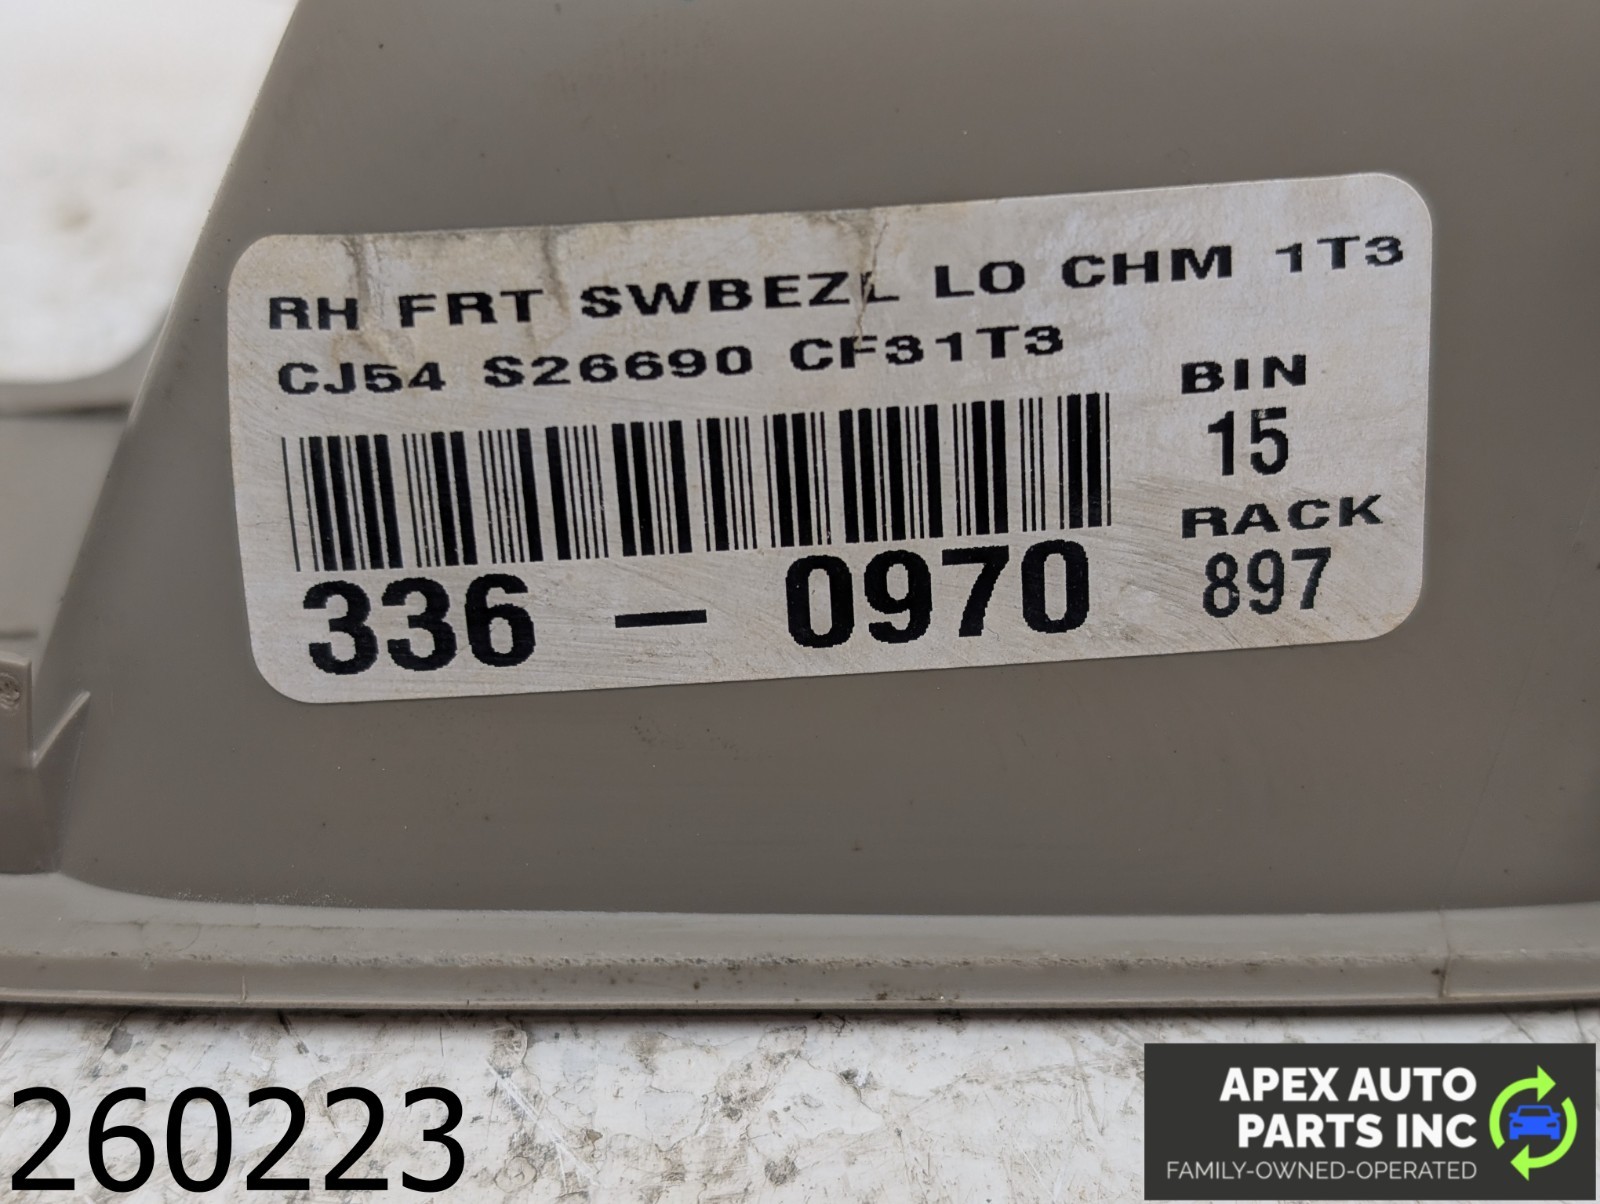 RH FRT SWBEZL LO CHM 1T3
CJ54 S26690 CF31T3
BIN
15
RACK
897
336 - 0970
260223
APEX AUTO
PARTS INC
FAMILY-OWNED-OPERATED